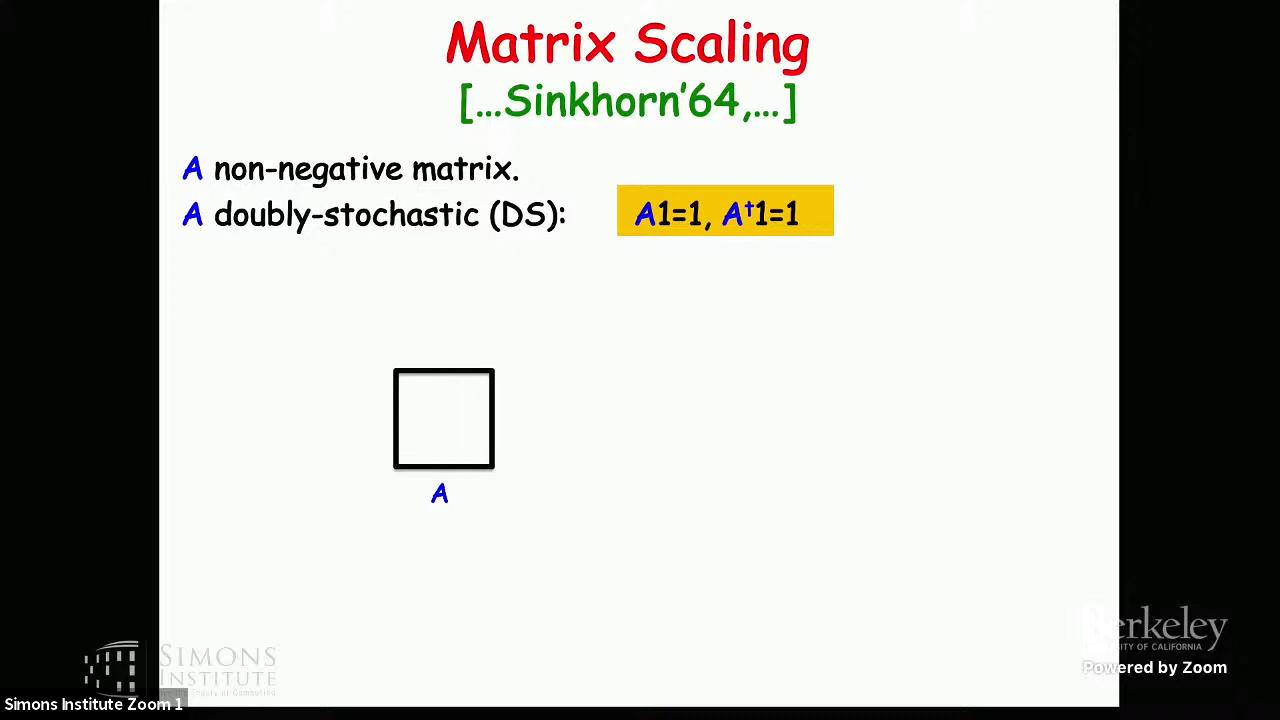 Matrix Scaling
[...Sinkhorn'64,...]
A non-negative matrix.
A doubly-stochastic (DS): A1=1, A†1=1
A
SIMONS
INSTITUTE
Berkeley
OF CALIFORNIA
Powered by Zoom
Simons Institute Zoom 1